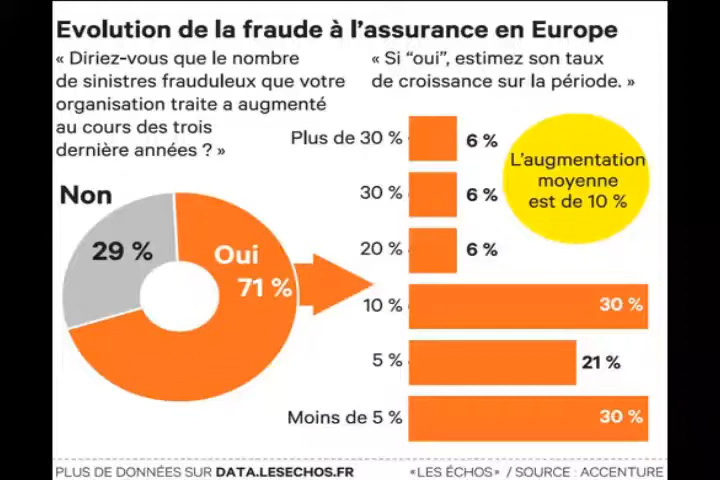 Evolution de la fraude à l'assurance en Europe
« Diriez-vous que le nombre
de sinistres frauduleux que votre
organisation traite a augmenté
au cours des trois
dernière années ? »
« Si “oui”, estimez son taux
de croissance sur la période. »
Non
29 %
Oui
71 %
Plus de 30 % 6 %
30 % 6 %
20 % 6 %
10 % 30 %
5 % 21 %
Moins de 5 % 30 %
L'augmentation
moyenne
est de 10 %
PLUS DE DONNÉES SUR DATA.LESECHOS.FR
«LES ÉCHOS» / SOURCE : ACCENTURE